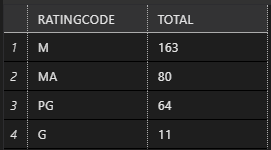 RATINGCODE TOTAL
1 M 163
2 MA 80
3 PG 64
4 G 11